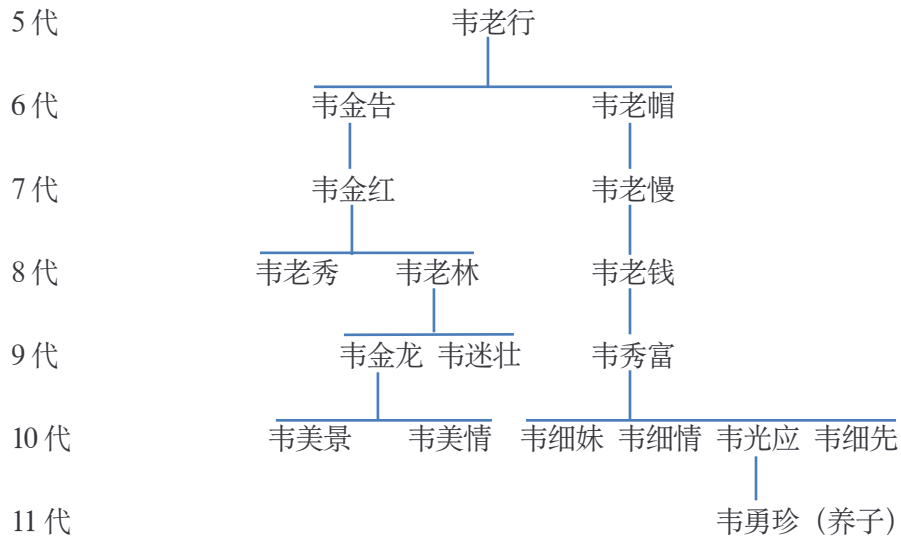 5 代 韦老行
6 代 韦金告 韦老帽
7 代 韦金红 韦老慢
8 代 韦老秀 韦老林 韦老钱
9 代 韦金龙 韦迷壮 韦秀富
10 代 韦美景 韦美情 韦细妹 韦细情 韦光应 韦细先
11 代 韦勇珍（养子）